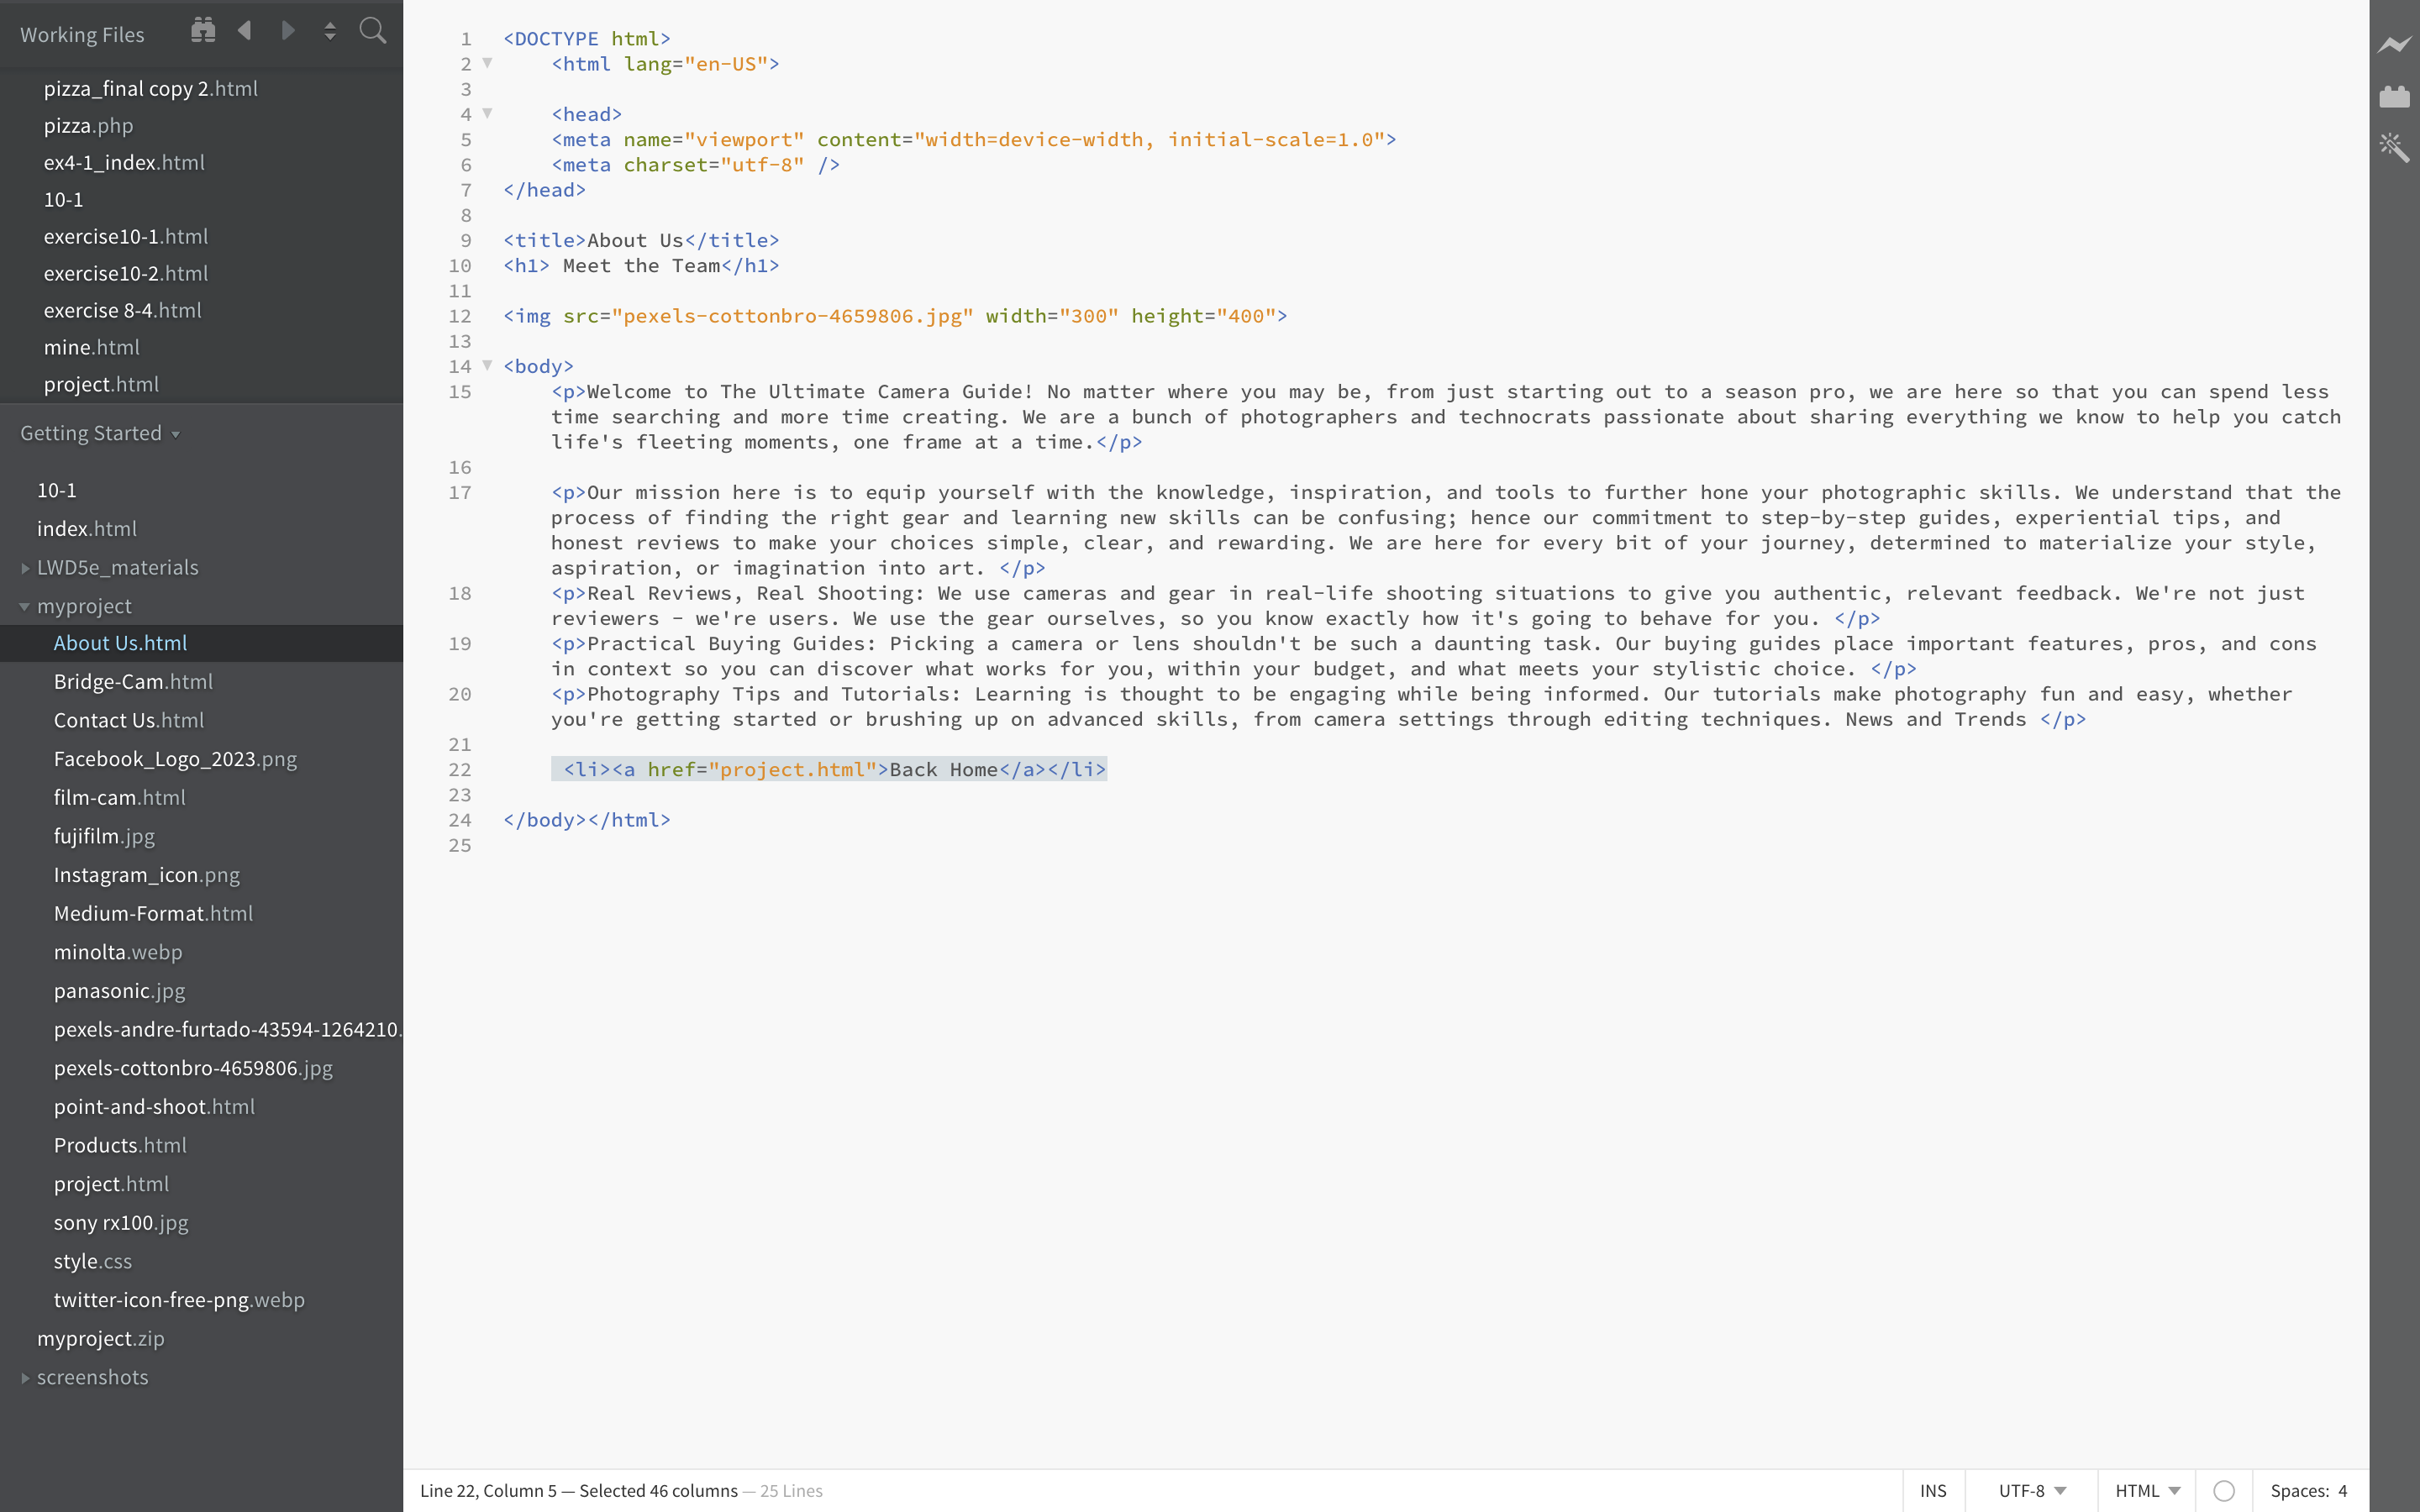 Working Files
pizza_final copy 2.html
pizza.php
ex4-1_index.html
10-1
exercise10-1.html
exercise10-2.html
exercise 8-4.html
mine.html
project.html
Getting Started
10-1
index.html
LWD5e_materials
myproject
About Us.html
Bridge-Cam.html
Contact Us.html
Facebook_Logo_2023.png
film-cam.html
fujifilm.jpg
Instagram_icon.png
Medium-Format.html
minolta.webp
panasonic.jpg
pexels-andre-furtado-43594-1264210.
pexels-cottonbro-4659806.jpg
point-and-shoot.html
Products.html
project.html
sony rx100.jpg
style.css
twitter-icon-free-png.webp
myproject.zip
screenshots
1 <DOCTYPE html>
2 <html lang="en-US">
3
4 <head>
5 <meta name="viewport" content="width=device-width, initial-scale=1.0">
6 <meta charset="utf-8" />
7 </head>
8
9 <title>About Us</title>
10 <h1> Meet the Team</h1>
11
12 <img src="pexels-cottonbro-4659806.jpg" width="300" height="400">
13
14 <body>
15 <p>Welcome to The Ultimate Camera Guide! No matter where you may be, from just starting out to a season pro, we are here so that you can spend less
time searching and more time creating. We are a bunch of photographers and technocrats passionate about sharing everything we know to help you catch
life's fleeting moments, one frame at a time.</p>
16
17 <p>Our mission here is to equip yourself with the knowledge, inspiration, and tools to further hone your photographic skills. We understand that the
process of finding the right gear and learning new skills can be confusing; hence our commitment to step-by-step guides, experiential tips, and
honest reviews to make your choices simple, clear, and rewarding. We are here for every bit of your journey, determined to materialize your style,
aspiration, or imagination into art. </p>
18 <p>Real Reviews, Real Shooting: We use cameras and gear in real-life shooting situations to give you authentic, relevant feedback. We're not just
reviewers - we're users. We use the gear ourselves, so you know exactly how it's going to behave for you. </p>
19 <p>Practical Buying Guides: Picking a camera or lens shouldn't be such a daunting task. Our buying guides place important features, pros, and cons
in context so you can discover what works for you, within your budget, and what meets your stylistic choice. </p>
20 <p>Photography Tips and Tutorials: Learning is thought to be engaging while being informed. Our tutorials make photography fun and easy, whether
you're getting started or brushing up on advanced skills, from camera settings through editing techniques. News and Trends </p>
21
22 <li><a href="project.html">Back Home</a></li>
23
24 </body></html>
25
Line 22, Column 5 — Selected 46 columns — 25 Lines
INS UTF-8 HTML Spaces: 4